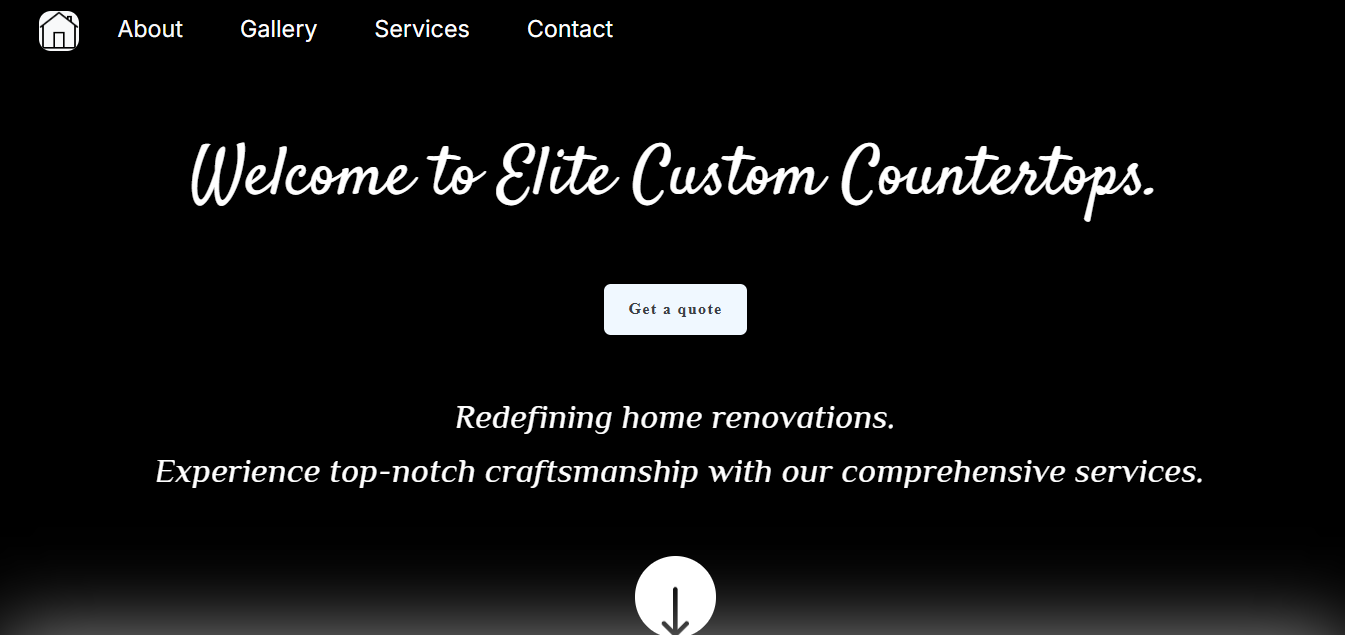 About Gallery Services Contact
Welcome to Elite Custom Countertops.
Get a quote
Redefining home renovations.
Experience top-notch craftsmanship with our comprehensive services.